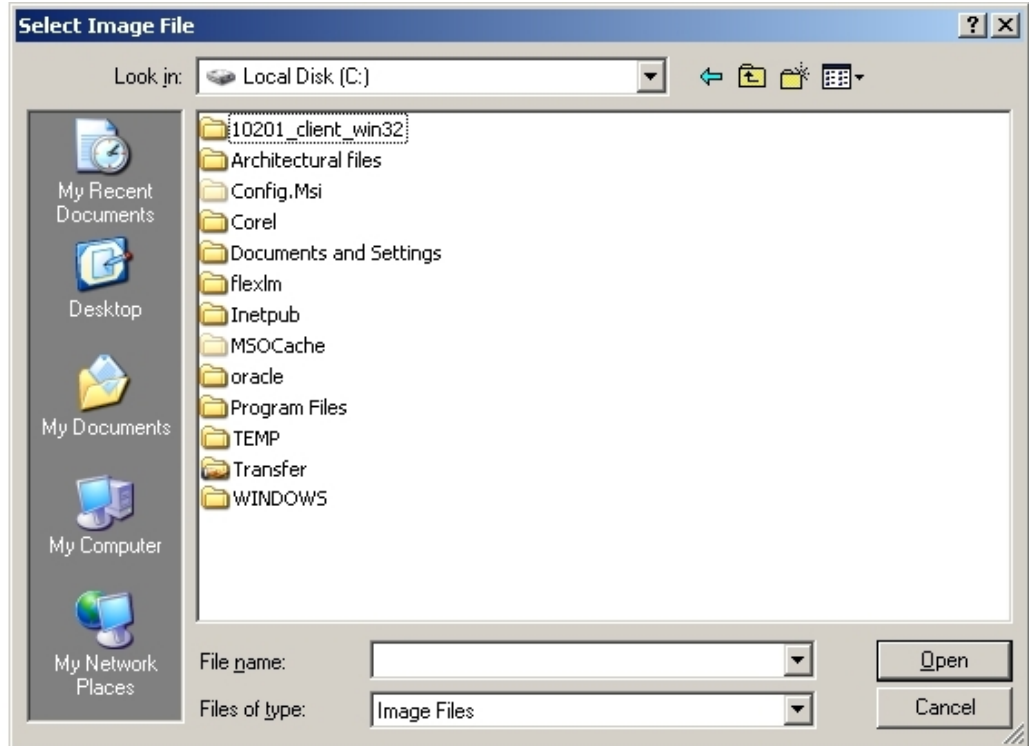 Select Image File
Look in: Local Disk (C:)
My Recent
Documents
Desktop
My Documents
My Computer
My Network
Places
10201_client_win32
Architectural files
Config.Msi
Corel
Documents and Settings
flexlm
Inetpub
MSOCache
oracle
Program Files
TEMP
Transfer
WINDOWS
File name:
Open
Files of type: Image Files
Cancel